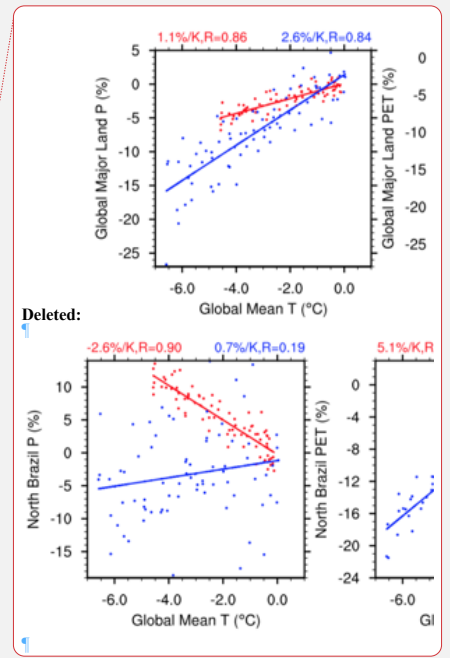 1.1%/K,R=0.86 2.6%/K,R=0.84
Global Major Land P (%)
5
0
-5
-10
-15
-20
-25
-6.0 -4.0 -2.0 0.0
Global Mean T (°C)
Global Major Land PET (%)
0
-5
-10
-15
-20
-25
Deleted:
¶
-2.6%/K,R=0.90 0.7%/K,R=0.19
North Brazil P (%)
10
5
0
-5
-10
-15
-6.0 -4.0 -2.0 0.0
Global Mean T (°C)
5.1%/K,R
North Brazil PET (%)
0
-4
-8
-12
-16
-20
-24
-6.0
Gl
¶